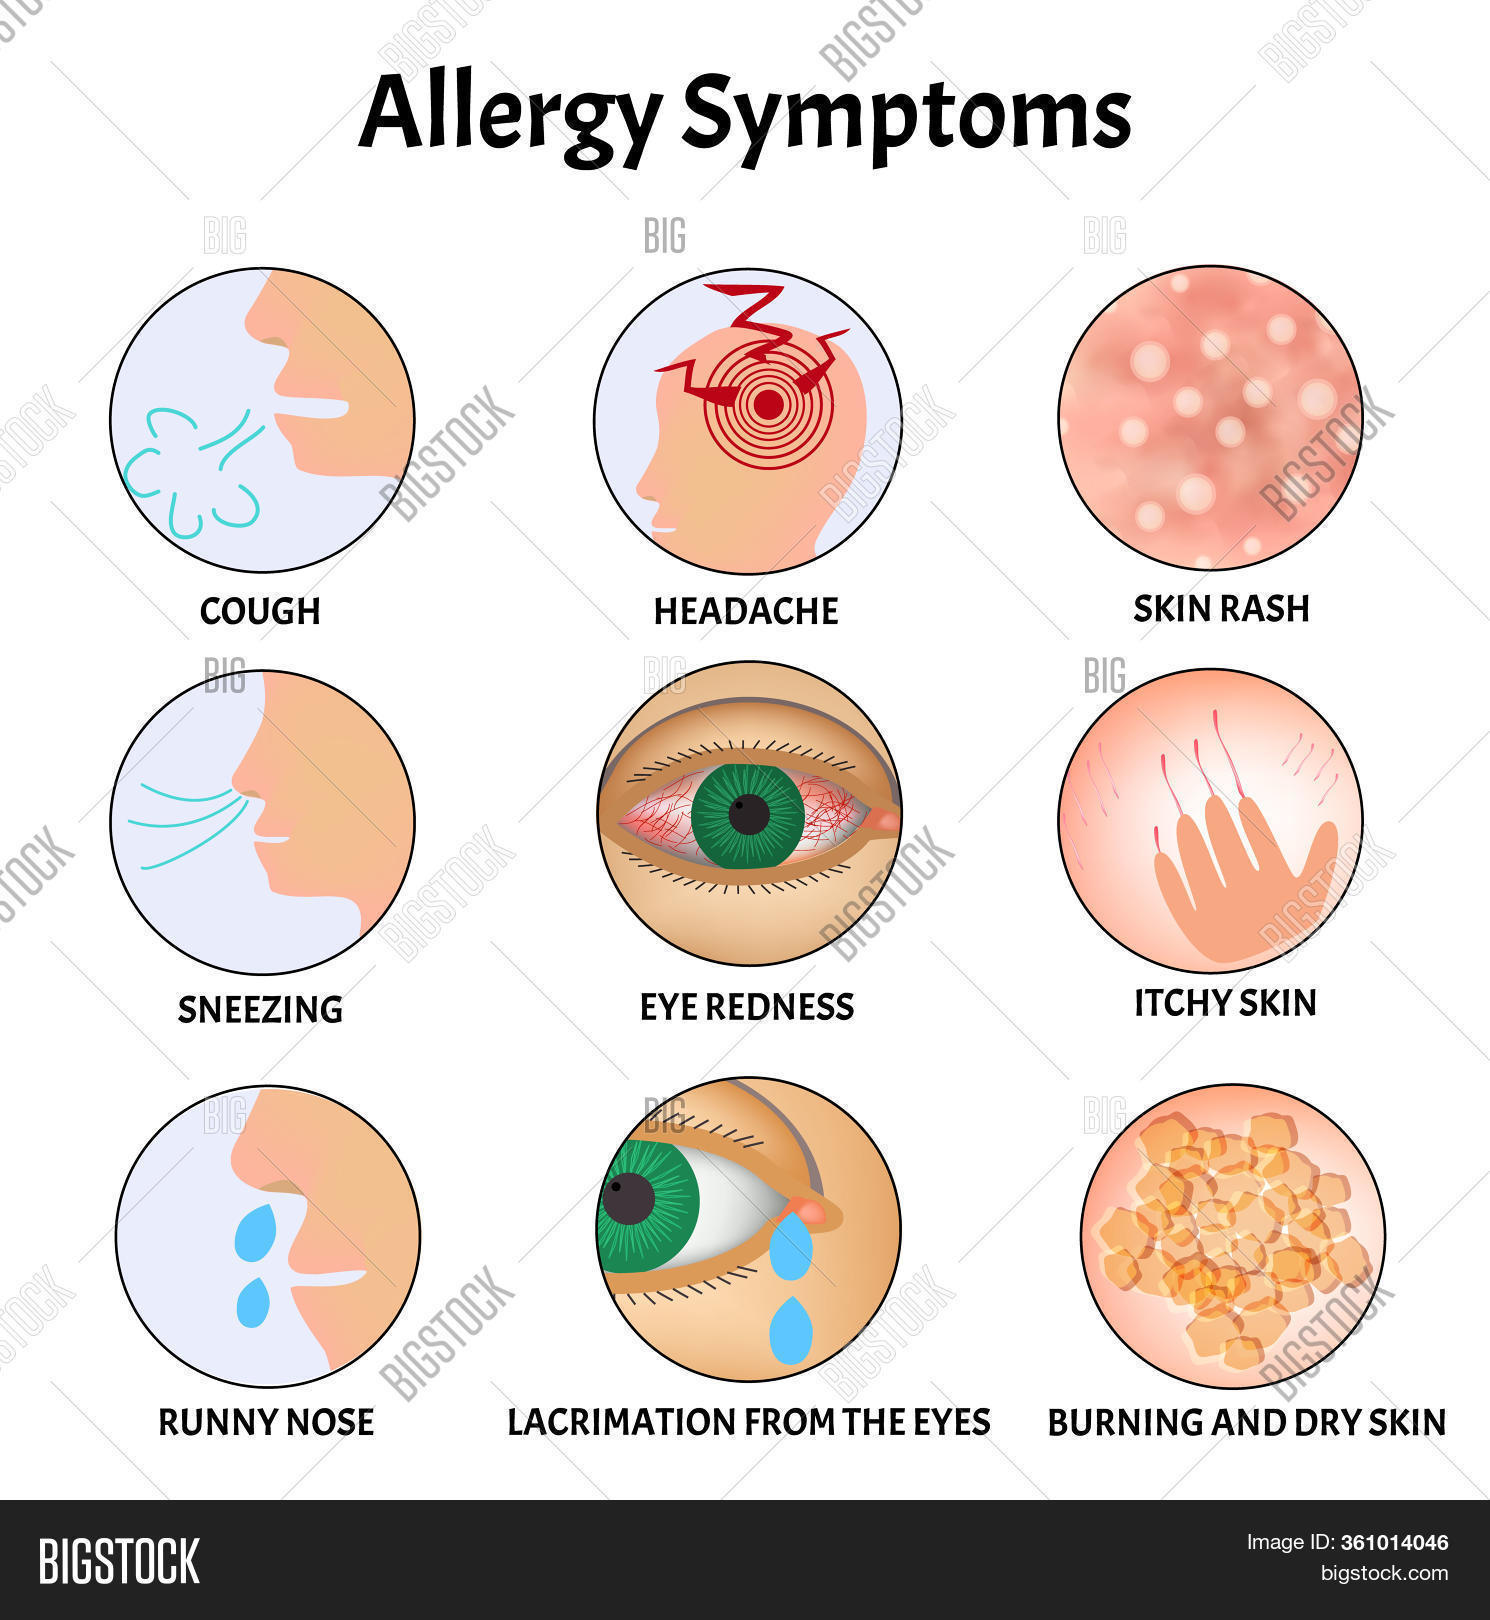 Allergy Symptoms
COUGH
HEADACHE
SKIN RASH
SNEEZING
EYE REDNESS
ITCHY SKIN
RUNNY NOSE
LACRIMATION FROM THE EYES
BURNING AND DRY SKIN
BIGSTOCK
Image ID: 361014046
bigstock.com